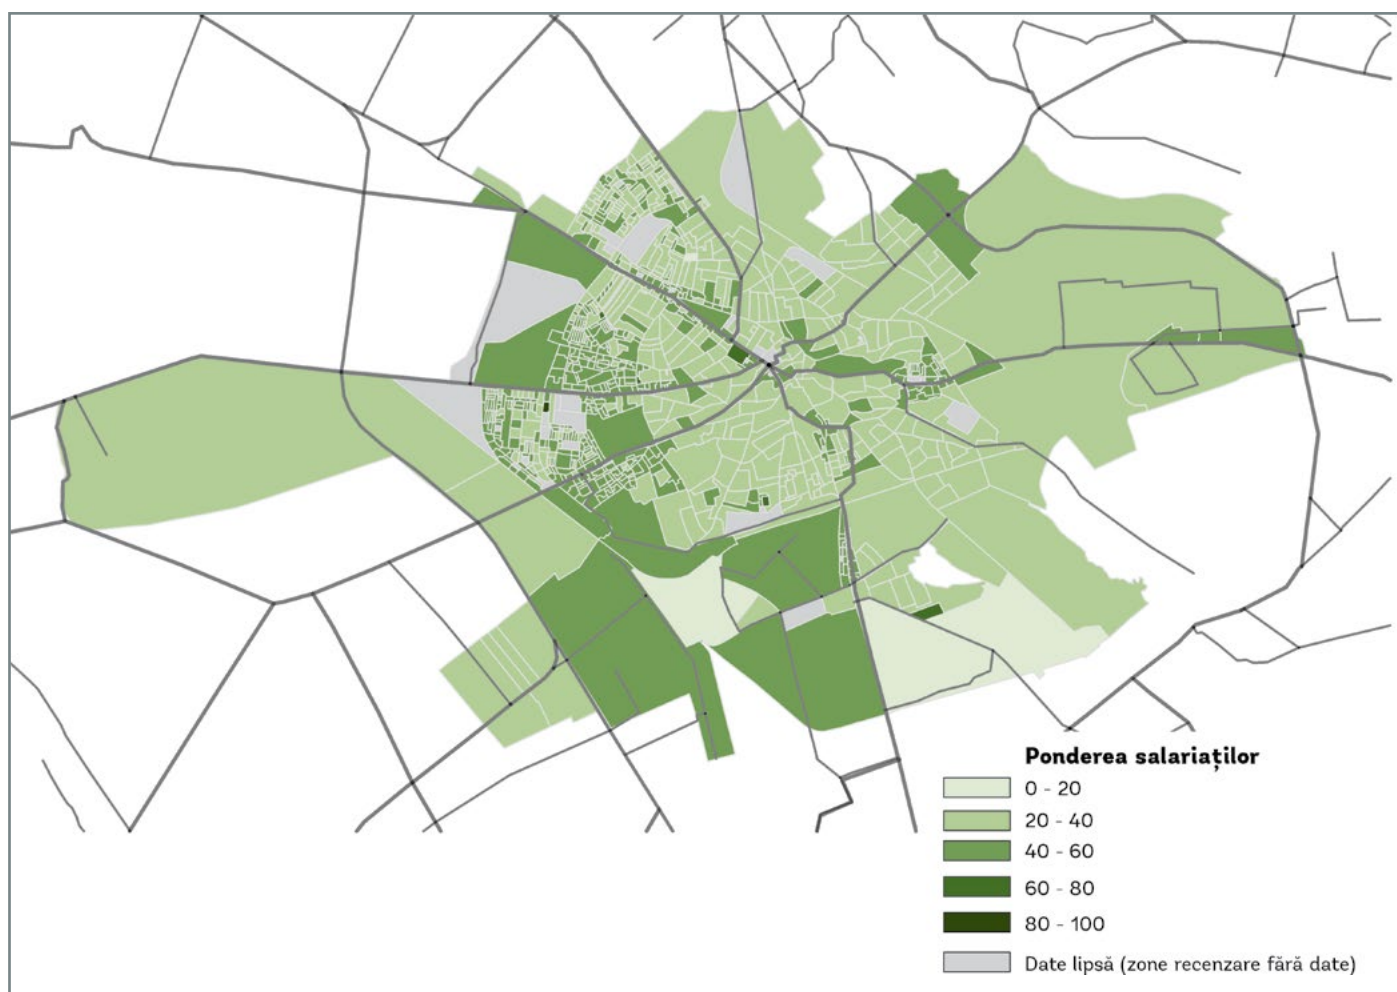 Ponderea salariaților
0 - 20
20 - 40
40 - 60
60 - 80
80 - 100
Date lipsă (zone recenzare fără date)